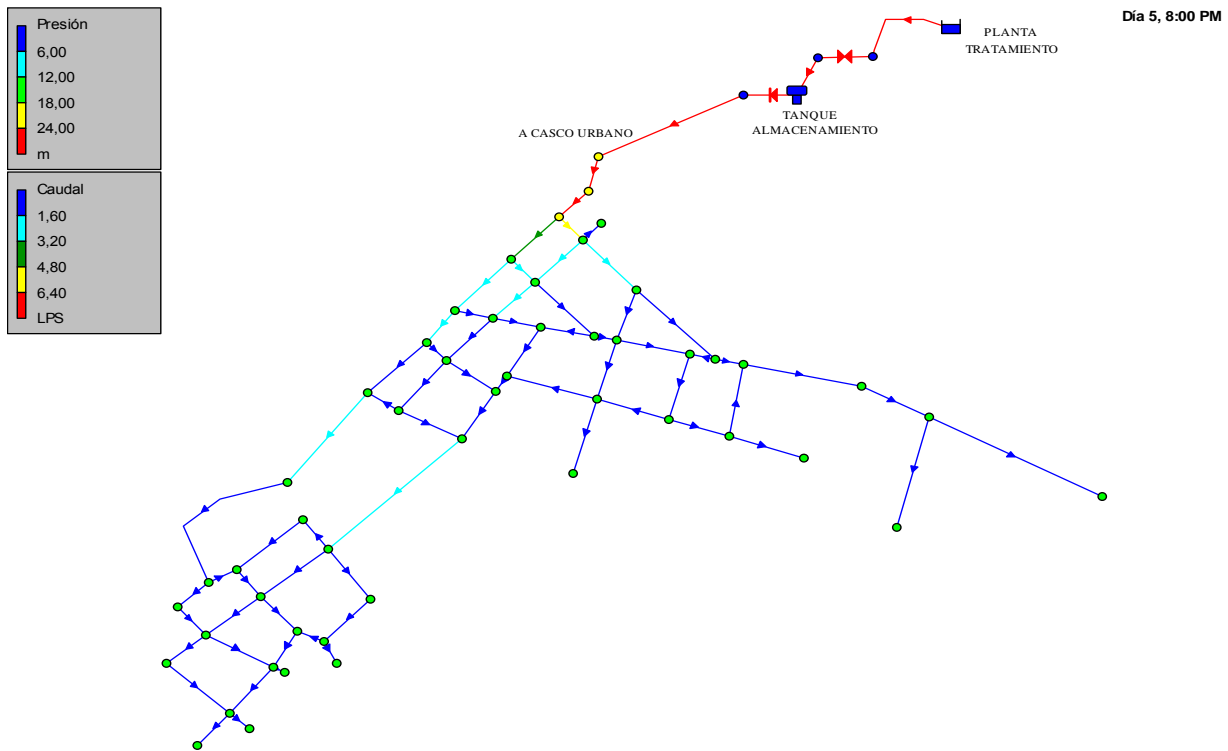 Presión
6,00
12,00
18,00
24,00
m
Caudal
1,60
3,20
4,80
6,40
LPS
Día 5, 8:00 PM
PLANTA
TRATAMIENTO
TANQUE
ALMACENAMIENTO
A CASCO URBANO